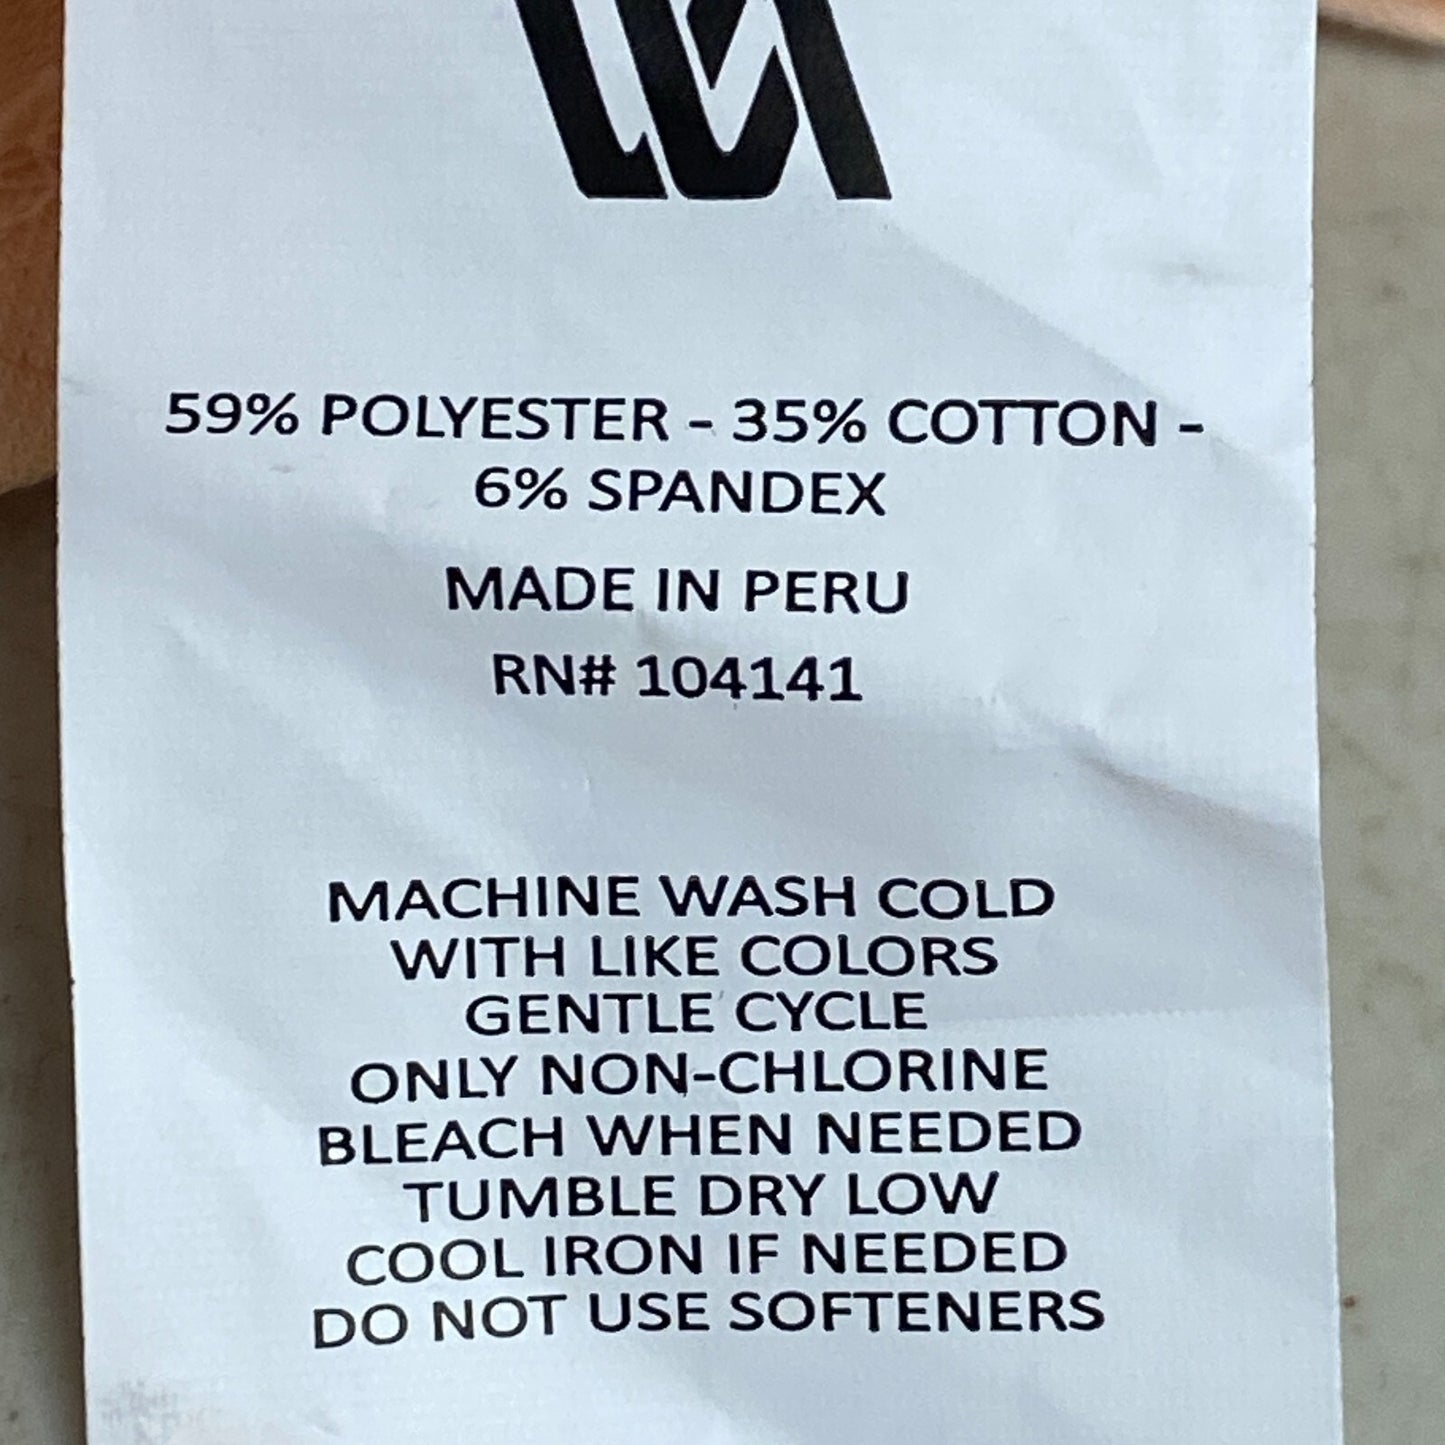 59% POLYESTER - 35% COTTON -
6% SPANDEX
MADE IN PERU
RN# 104141
MACHINE WASH COLD
WITH LIKE COLORS
GENTLE CYCLE
ONLY NON-CHLORINE
BLEACH WHEN NEEDED
TUMBLE DRY LOW
COOL IRON IF NEEDED
DO NOT USE SOFTENERS